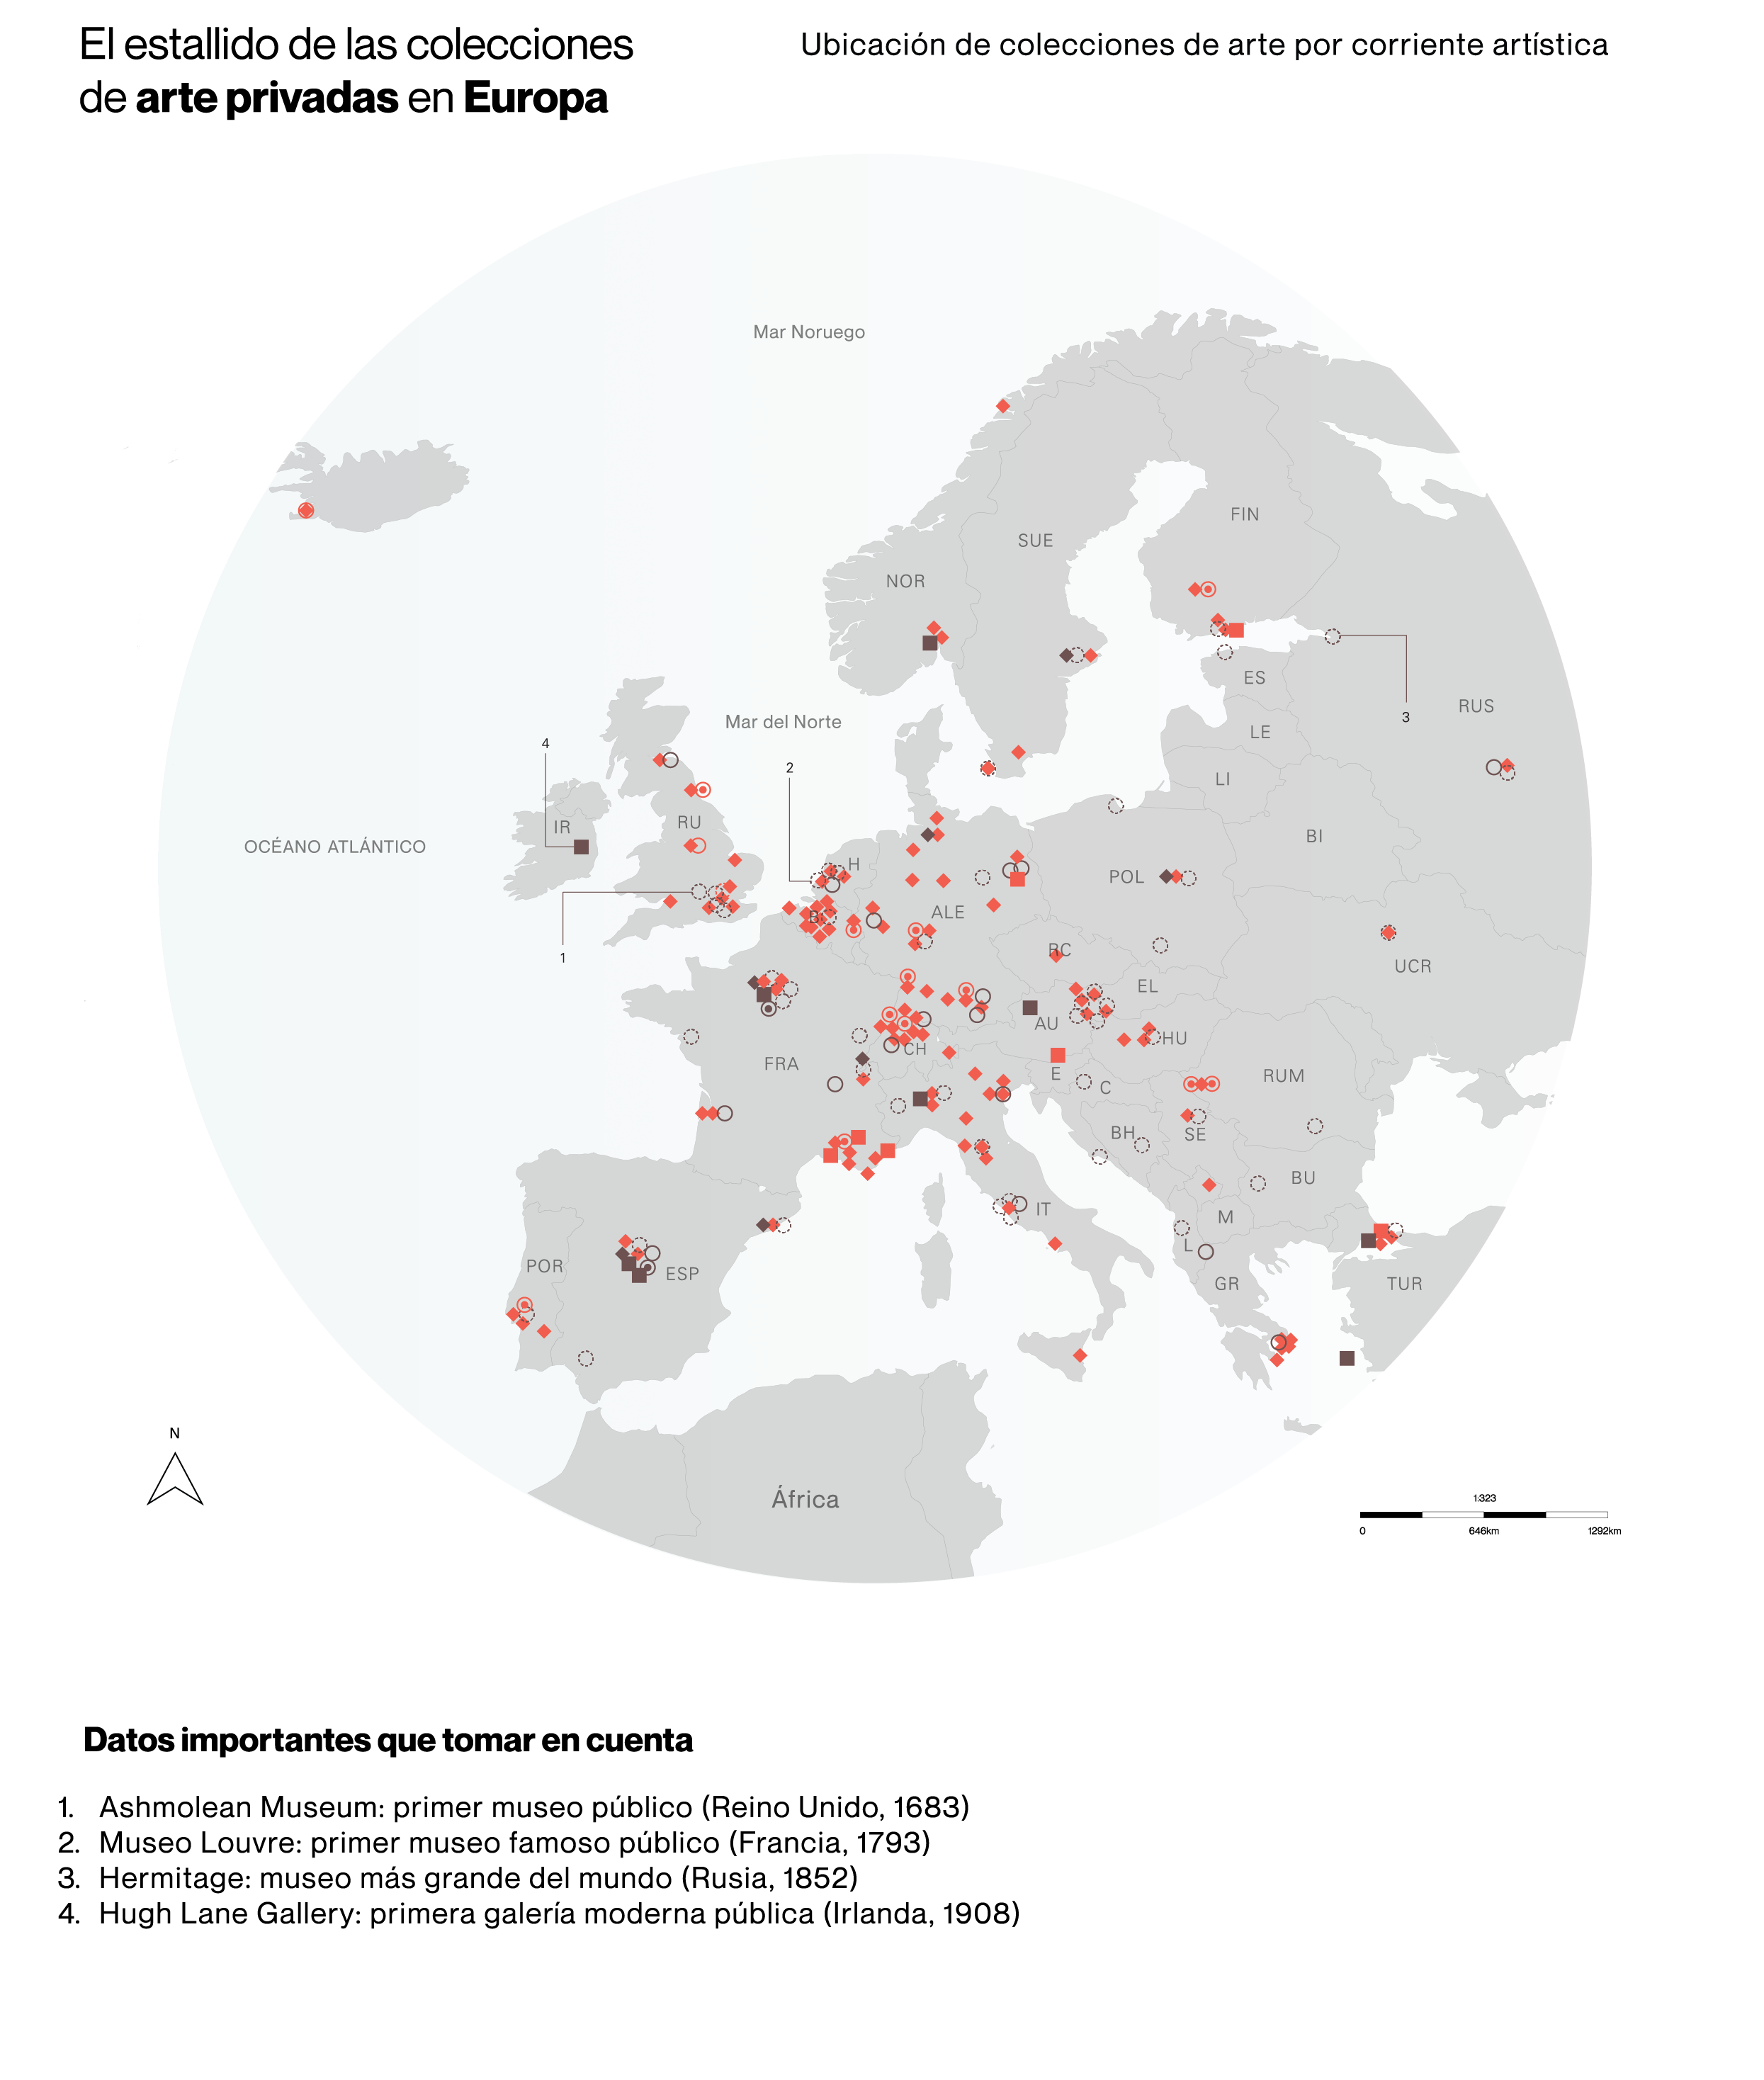 El estallido de las colecciones
de arte privadas en Europa
Ubicación de colecciones de arte por corriente artística
Mar Noruego
FIN
SUE
NOR
ES
RUS
3
LE
Mar del Norte
4
2
LI
IR
RU
BI
OCÉANO ATLÁNTICO
H
POL
ALE
B
RC
UCR
1
EL
AU
HU
CH
FRA
E
C
RUM
BH
SE
BU
IT
M
L
POR
ESP
GR
TUR
N
África
1:323
0
646km
1292km
Datos importantes que tomar en cuenta
1. Ashmolean Museum: primer museo público (Reino Unido, 1683)
2. Museo Louvre: primer museo famoso público (Francia, 1793)
3. Hermitage: museo más grande del mundo (Rusia, 1852)
4. Hugh Lane Gallery: primera galería moderna pública (Irlanda, 1908)